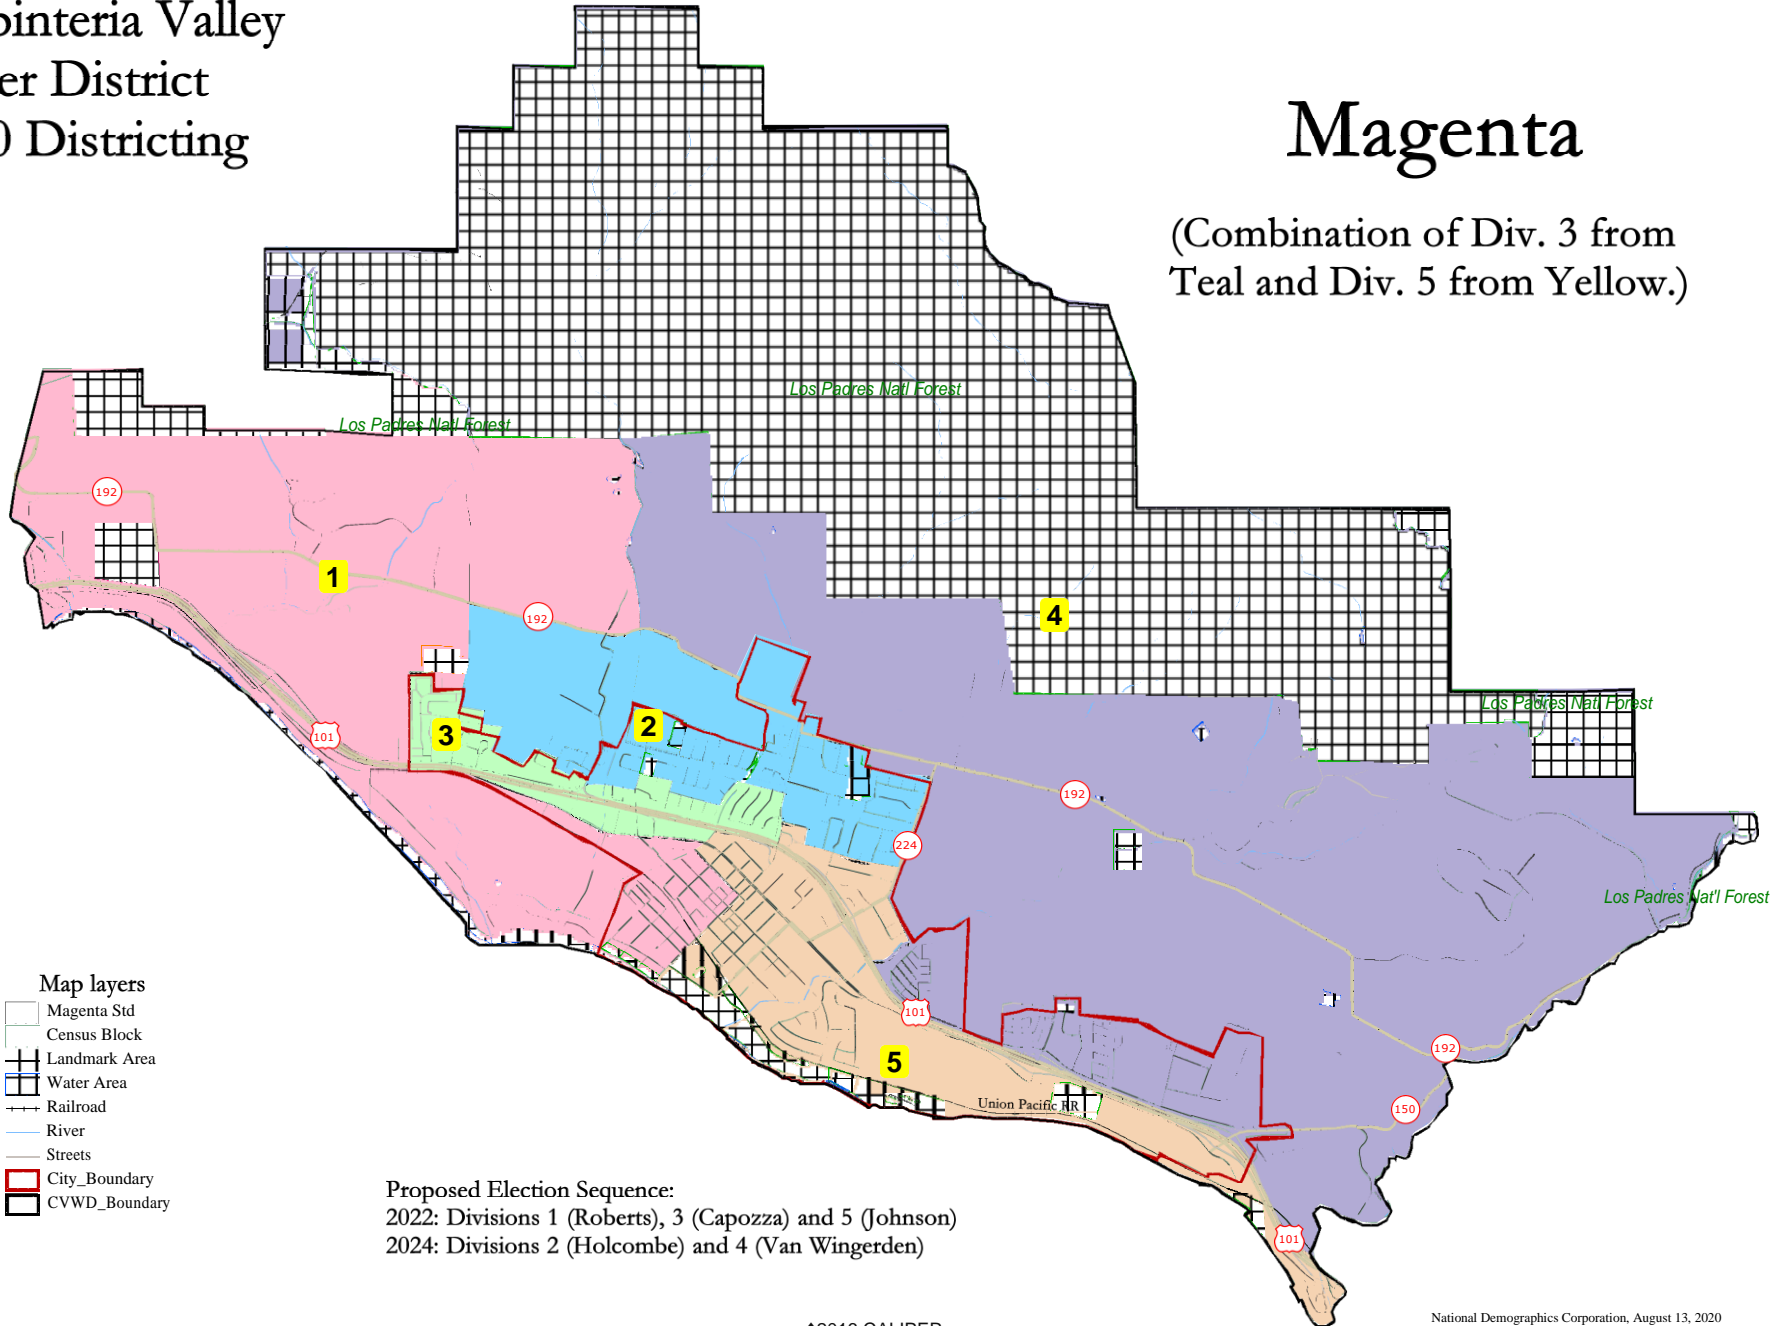 pinteria Valley
er District
0 Districting
Magenta
(Combination of Div. 3 from
Teal and Div. 5 from Yellow.)
Los Padres Natl Forest
Los Padres Natl Forest
192
1
192
4
Los Padres Natl Forest
2
3
101
192
224
Los Padres Nat'l Forest
Map layers
Magenta Std
Census Block
Landmark Area
Water Area
Railroad
River
Streets
City_Boundary
CVWD_Boundary
101
192
5
Union Pacific RR
150
Proposed Election Sequence:
2022: Divisions 1 (Roberts), 3 (Capozza) and 5 (Johnson)
2024: Divisions 2 (Holcombe) and 4 (Van Wingerden)
101
National Demographics Corporation, August 13, 2020